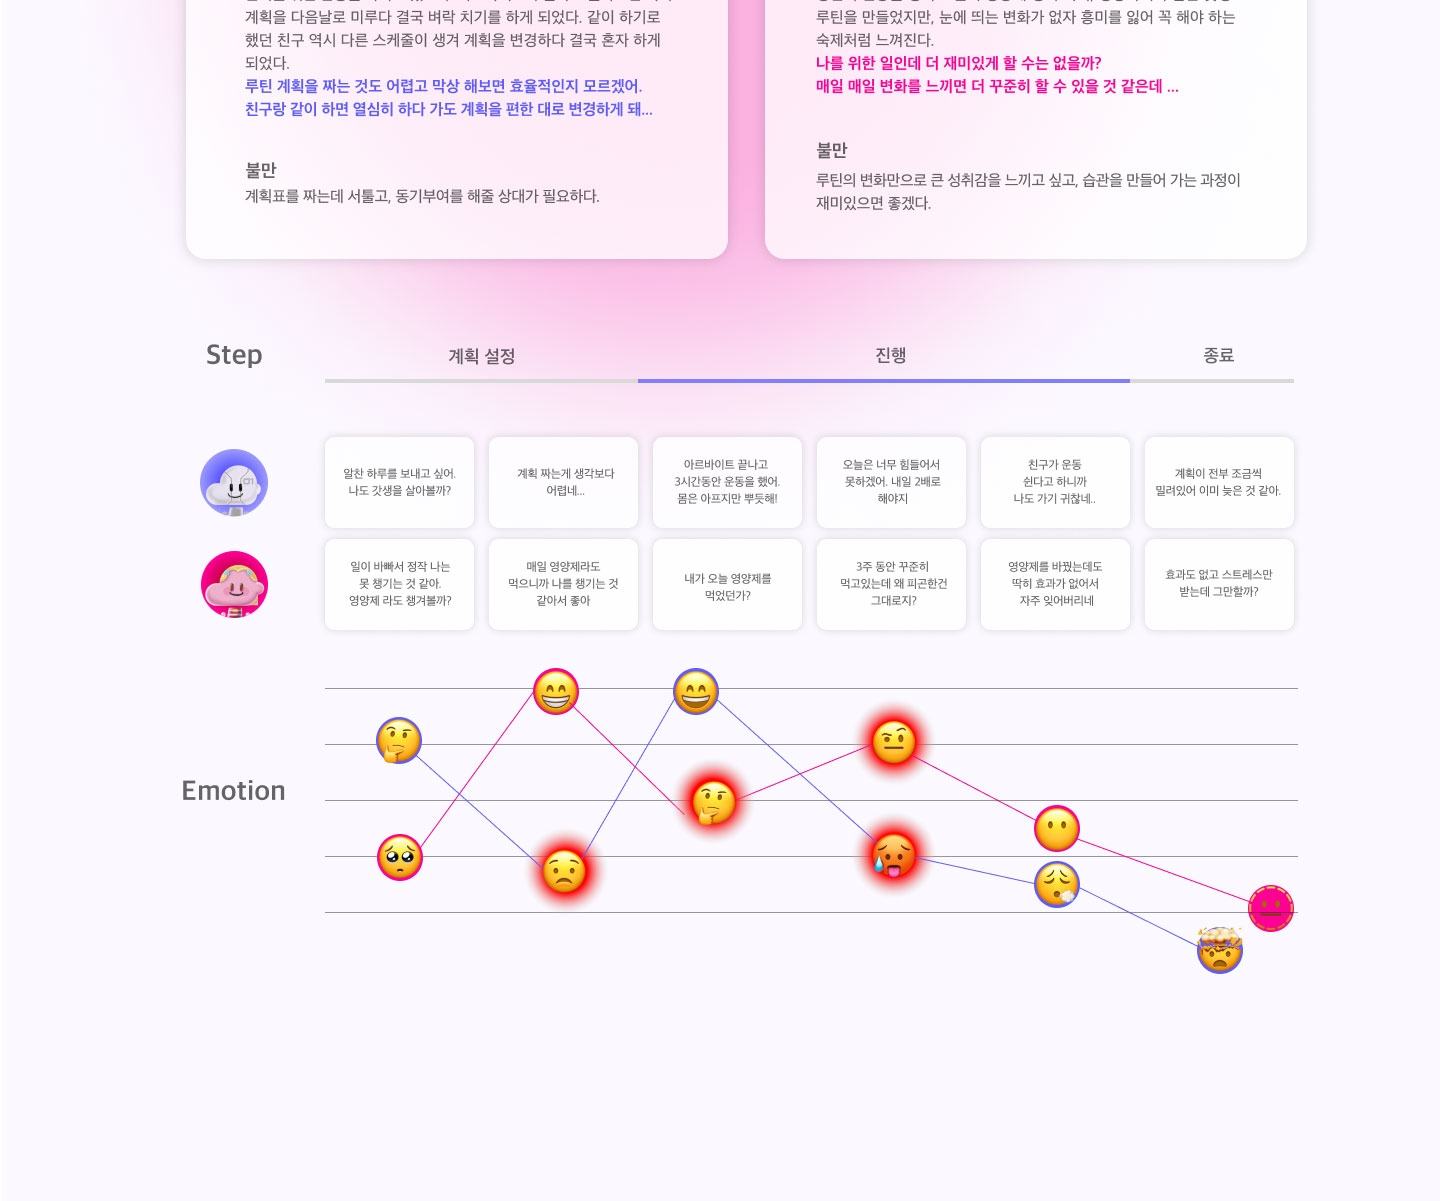 계획을 다음날로 미루다 결국 벼락 치기를 하게 되었다. 같이 하기로
했던 친구 역시 다른 스케줄이 생겨 계획을 변경하다 결국 혼자 하게
되었다.
루틴 계획을 짜는 것도 어렵고 막상 해보면 효율적인지 모르겠어.
친구랑 같이 하면 열심히 하다 가도 계획을 편한 대로 변경하게 돼...
불만
계획표를 짜는데 서툴고, 동기부여를 해줄 상대가 필요하다.
루틴을 만들었지만, 눈에 띄는 변화가 없자 흥미를 잃어 꼭 해야 하는
숙제처럼 느껴진다.
나를 위한 일인데 더 재미있게 할 수는 없을까?
매일 매일 변화를 느끼면 더 꾸준히 할 수 있을 것 같은데 ...
불만
루틴의 변화만으로 큰 성취감을 느끼고 싶고, 습관을 만들어 가는 과정이
재미있으면 좋겠다.
Step
계획 설정
진행
종료
알찬 하루를 보내고 싶어.
나도 갓생을 살아볼까?
계획 짜는게 생각보다
어렵네...
아르바이트 끝나고
3시간동안 운동을 했어.
몸은 아프지만 뿌듯해!
오늘은 너무 힘들어서
못하겠어. 내일 2배로
해야지
친구가 운동
쉰다고 하니까
나도 가기 귀찮네..
계획이 전부 조금씩
밀려있어 이미 늦은 것 같아.
일이 바빠서 정작 나는
못 챙기는 것 같아.
영양제 라도 챙겨볼까?
매일 영양제라도
먹으니까 나를 챙기는 것
같아서 좋아
내가 오늘 영양제를
먹었던가?
3주 동안 꾸준히
먹고있는데 왜 피곤한건
그대로지?
영양제를 바꿨는데도
딱히 효과가 없어서
자주 잊어버리네
효과도 없고 스트레스만
받는데 그만할까?
Emotion